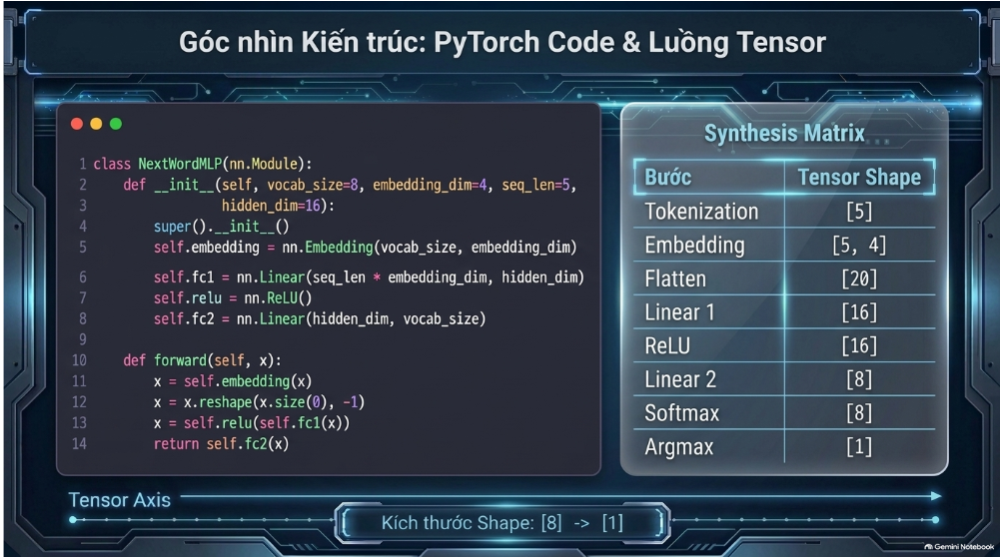 Góc nhìn Kiến trúc: PyTorch Code & Luồng Tensor
1 class NextWordMLP(nn.Module):
2 def __init__(self, vocab_size=8, embedding_dim=4, seq_len=5,
3 hidden_dim=16):
4 super().__init__()
5 self.embedding = nn.Embedding(vocab_size, embedding_dim)
6 self.fc1 = nn.Linear(seq_len * embedding_dim, hidden_dim)
7 self.relu = nn.ReLU()
8 self.fc2 = nn.Linear(hidden_dim, vocab_size)
9
10 def forward(self, x):
11 x = self.embedding(x)
12 x = x.reshape(x.size(0), -1)
13 x = self.relu(self.fc1(x))
14 return self.fc2(x)
Synthesis Matrix
Bước Tensor Shape
Tokenization [5]
Embedding [5, 4]
Flatten [20]
Linear 1 [16]
ReLU [16]
Linear 2 [8]
Softmax [8]
Argmax [1]
Tensor Axis
Kích thước Shape: [8] -> [1]
Gemini Notebook